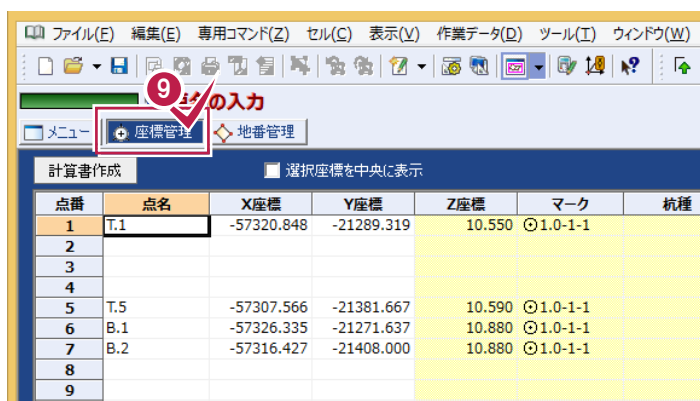 ファイル(F) 編集(E) 専用コマンド(Z) セル(C) 表示(V) 作業データ(D) ツール(T) ウィンドウ(W)
9
の入力
メニュー 座標管理 地番管理
計算書作成 選択座標を中央に表示
点番 点名 X座標 Y座標 Z座標 マーク 杭種
1 T.1 -57320.848 -21289.319 10.550 ⊙1.0-1-1
2
3
4
5 T.5 -57307.566 -21381.667 10.590 ⊙1.0-1-1
6 B.1 -57326.335 -21271.637 10.880 ⊙1.0-1-1
7 B.2 -57316.427 -21408.000 10.880 ⊙1.0-1-1
8
9